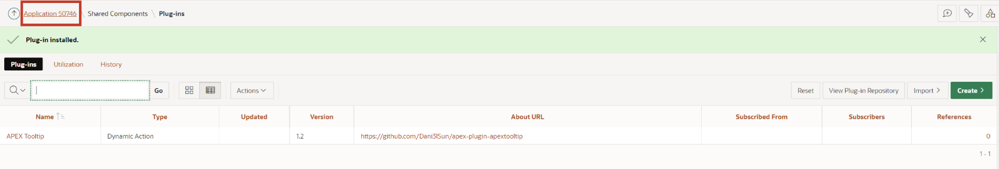 Application 50746 \ Shared Components \ Plug-ins
Plug-in installed.
Plug-ins Utilization History
Go Actions Reset View Plug-in Repository Import Create
Name Type Updated Version About URL Subscribed From Subscribers References
APEX Tooltip Dynamic Action 1.2 https://github.com/Dani3lSun/apex-plugin-apextooltip 0
1 - 1